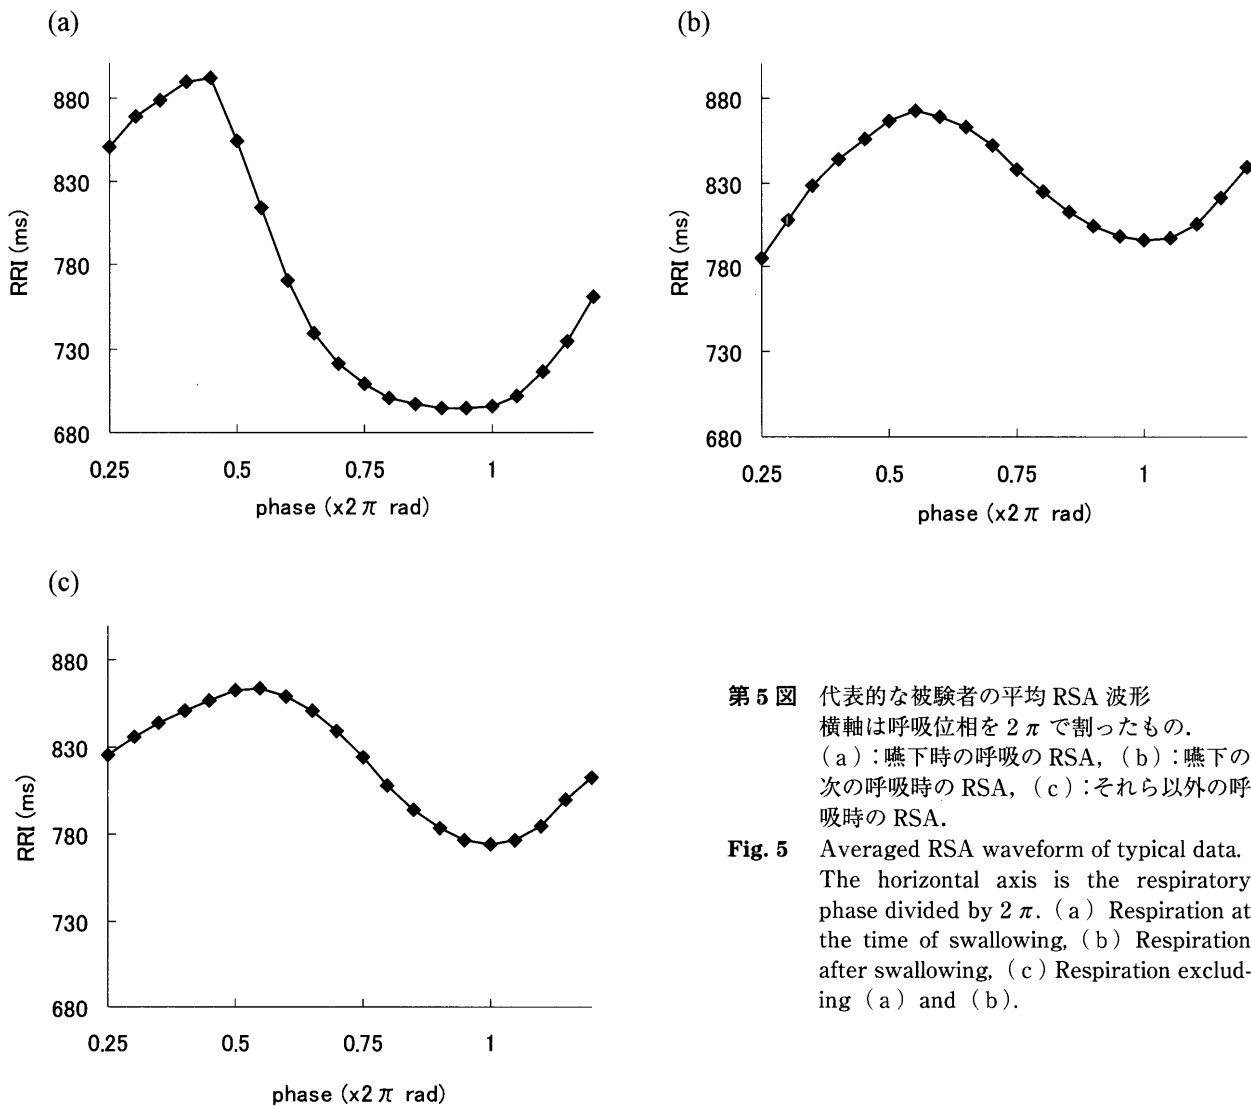 (a)
880
830
780
730
680
RRI (ms)
0.25 0.5 0.75 1
phase (x2π rad)
(b)
880
830
780
730
680
RRI (ms)
0.25 0.5 0.75 1
phase (x2π rad)
(c)
880
830
780
730
680
RRI (ms)
0.25 0.5 0.75 1
phase (x2π rad)
第5図 代表的な被験者の平均 RSA 波形
横軸は呼吸位相を 2π で割ったもの.
(a):嚥下時の呼吸の RSA, (b):嚥下の
次の呼吸時の RSA, (c):それら以外の呼
吸時の RSA.
Fig. 5 Averaged RSA waveform of typical data.
The horizontal axis is the respiratory
phase divided by 2π. (a) Respiration at
the time of swallowing, (b) Respiration
after swallowing, (c) Respiration exclud-
ing (a) and (b).